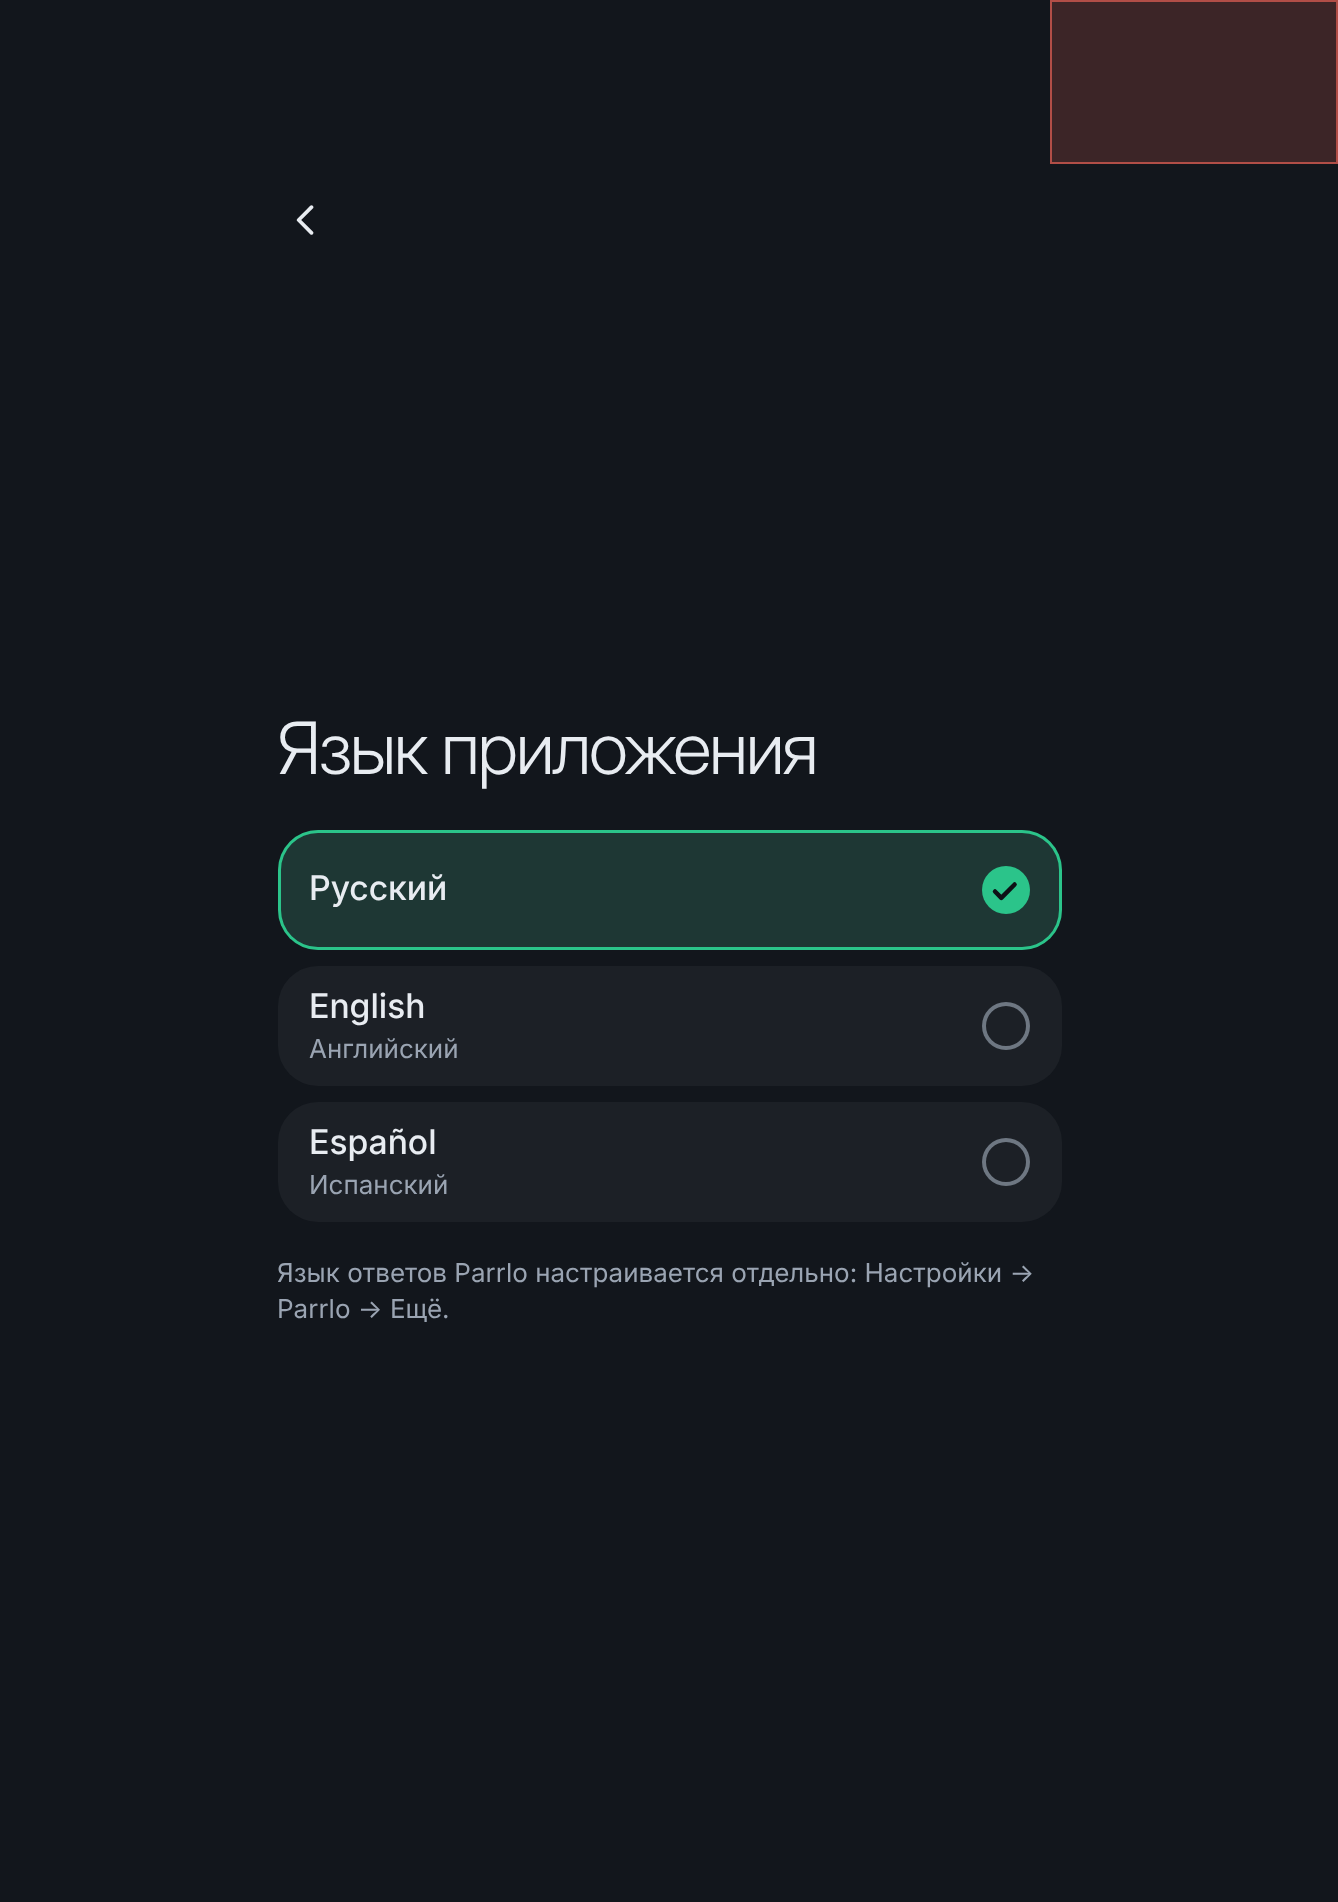 Язык приложения
Русский
English
Английский
Español
Испанский
Язык ответов Parrlo настраивается отдельно: Настройки →
Parrlo → Ещё.